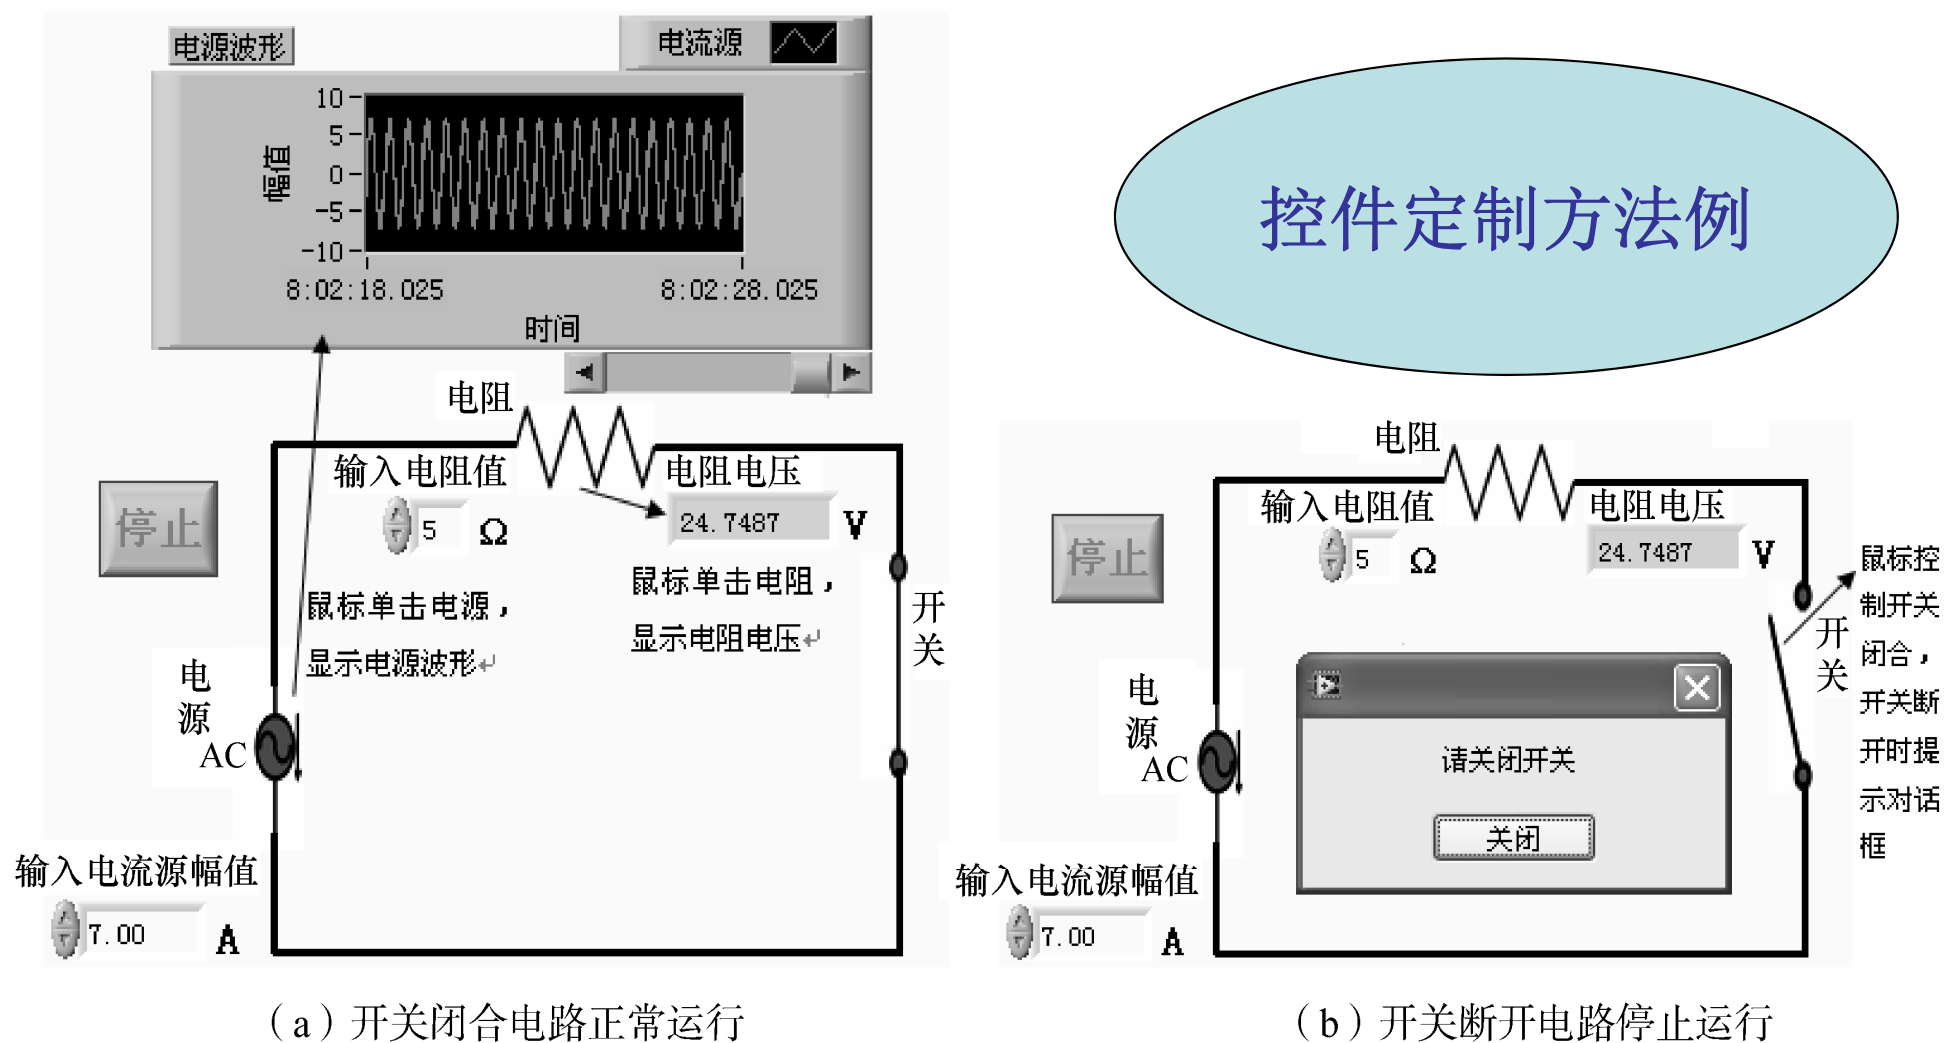 电源波形
电流源
10
5
0
-5
-10
幅值
8:02:18.025
8:02:28.025
时间
电阻
输入电阻值
电阻电压
停止
5
Ω
24.7487
V
鼠标单击电源，
显示电源波形↵
鼠标单击电阻，
显示电阻电压↵
开
关
电
源
AC
输入电流源幅值
7.00
A
（a）开关闭合电路正常运行
控件定制方法例
电阻
输入电阻值
电阻电压
停止
5
Ω
24.7487
V
鼠标控
制开关
闭合，
开关断
开时提
示对话
框
开
关
电
源
AC
请关闭开关
关闭
输入电流源幅值
7.00
A
（b）开关断开电路停止运行